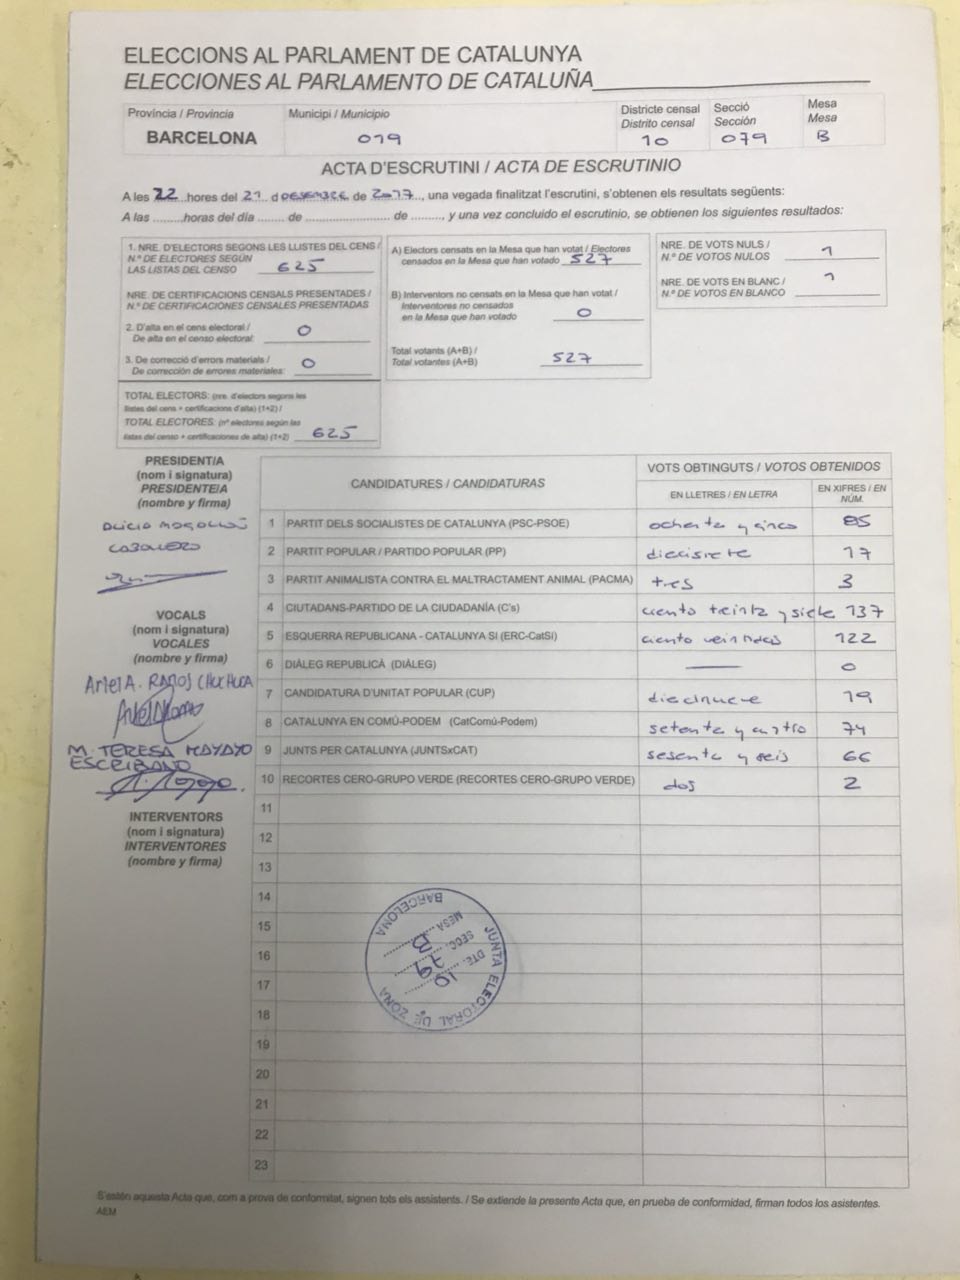 ELECCIONS AL PARLAMENT DE CATALUNYA
ELECCIONES AL PARLAMENTO DE CATALUÑA
Província / Provincia
BARCELONA
Municipi / Municipio
019
Districte censal
Distrito censal
10
Secció
Sección
079
Mesa
Mesa
B
ACTA D'ESCRUTINI / ACTA DE ESCRUTINIO
A les 22 hores del 21 d DESEMBRE de 2017, una vegada finalitzat l'escrutini, s'obtenen els resultats següents:
A las ......... horas del día ........ de ......................... de ........., y una vez concluido el escrutinio, se obtienen los siguientes resultados:
1. NRE. D'ELECTORS SEGONS LES LLISTES DEL CENS /
N.º DE ELECTORES SEGÚN
LAS LISTAS DEL CENSO 625
NRE. DE CERTIFICACIONS CENSALS PRESENTADES /
N.º DE CERTIFICACIONES CENSALES PRESENTADAS
2. D'alta en el cens electoral /
De alta en el censo electoral: 0
3. De correcció d'errors materials /
De corrección de errores materiales: 0
TOTAL ELECTORS: (nre. d'electors segons les
llistes del cens + certificacions d'alta) (1+2) /
TOTAL ELECTORES: (nº electores según las
listas del censo + certificaciones de alta) (1+2) 625
A) Electors censats en la Mesa que han votat / Electores
censados en la Mesa que han votado 527
B) Interventors no censats en la Mesa que han votat /
Interventores no censados
en la Mesa que han votado 0
Total votants (A+B) /
Total votantes (A+B) 527
NRE. DE VOTS NULS /
N.º DE VOTOS NULOS 1
NRE. DE VOTS EN BLANC /
N.º DE VOTOS EN BLANCO 1
PRESIDENT/A
(nom i signatura)
PRESIDENTE/A
(nombre y firma)
VOCALS
(nom i signatura)
VOCALES
(nombre y firma)
Ariel A. RAMOS CHUCHUCA
M. TERESA MAYAYO
ESCRIBANO
INTERVENTORS
(nom i signatura)
INTERVENTORES
(nombre y firma)
CANDIDATURES / CANDIDATURAS
VOTS OBTINGUTS / VOTOS OBTENIDOS
EN LLETRES / EN LETRA
EN XIFRES / EN NÚM.
1 PARTIT DELS SOCIALISTES DE CATALUNYA (PSC-PSOE) ochenta y cinco 85
2 PARTIT POPULAR / PARTIDO POPULAR (PP) diecisiete 17
3 PARTIT ANIMALISTA CONTRA EL MALTRACTAMENT ANIMAL (PACMA) tres 3
4 CIUTADANS-PARTIDO DE LA CIUDADANÍA (C's) ciento treinta y siete 137
5 ESQUERRA REPUBLICANA - CATALUNYA SÍ (ERC-CatSí) ciento veintidos 122
6 DIÀLEG REPUBLICÀ (DIÀLEG) — 0
7 CANDIDATURA D'UNITAT POPULAR (CUP) diecinueve 19
8 CATALUNYA EN COMÚ-PODEM (CatComú-Podem) setenta y cuatro 74
9 JUNTS PER CATALUNYA (JUNTSxCAT) sesenta y seis 66
10 RECORTES CERO-GRUPO VERDE (RECORTES CERO-GRUPO VERDE) dos 2
11
12
13
14
15
16
17
18
19
20
21
22
23
JUNTA ELECTORAL DE ZONA
BARCELONA
DTE. 10
SECC. 79
MESA B
S'estén aquesta Acta que, com a prova de conformitat, signen tots els assistents. / Se extiende la presente Acta que, en prueba de conformidad, firman todos los asistentes.
AEM